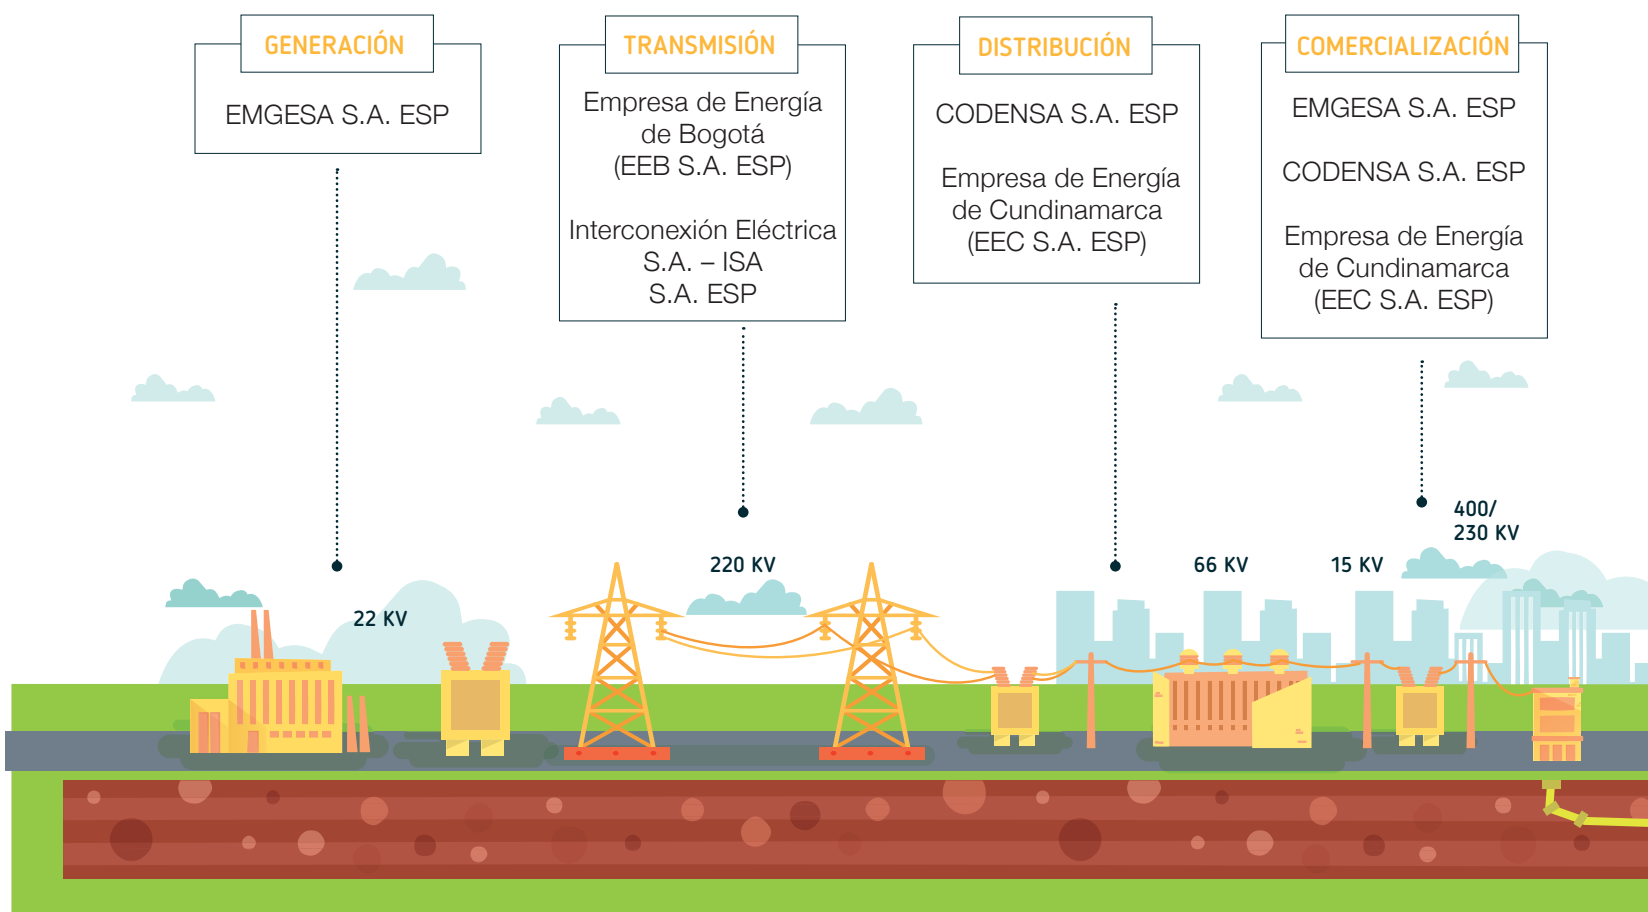 GENERACIÓN
EMGESA S.A. ESP
TRANSMISIÓN
Empresa de Energía
de Bogotá
(EEB S.A. ESP)
Interconexión Eléctrica
S.A. – ISA
S.A. ESP
DISTRIBUCIÓN
CODENSA S.A. ESP
Empresa de Energía
de Cundinamarca
(EEC S.A. ESP)
COMERCIALIZACIÓN
EMGESA S.A. ESP
CODENSA S.A. ESP
Empresa de Energía
de Cundinamarca
(EEC S.A. ESP)
22 KV
220 KV
66 KV
15 KV
400/
230 KV